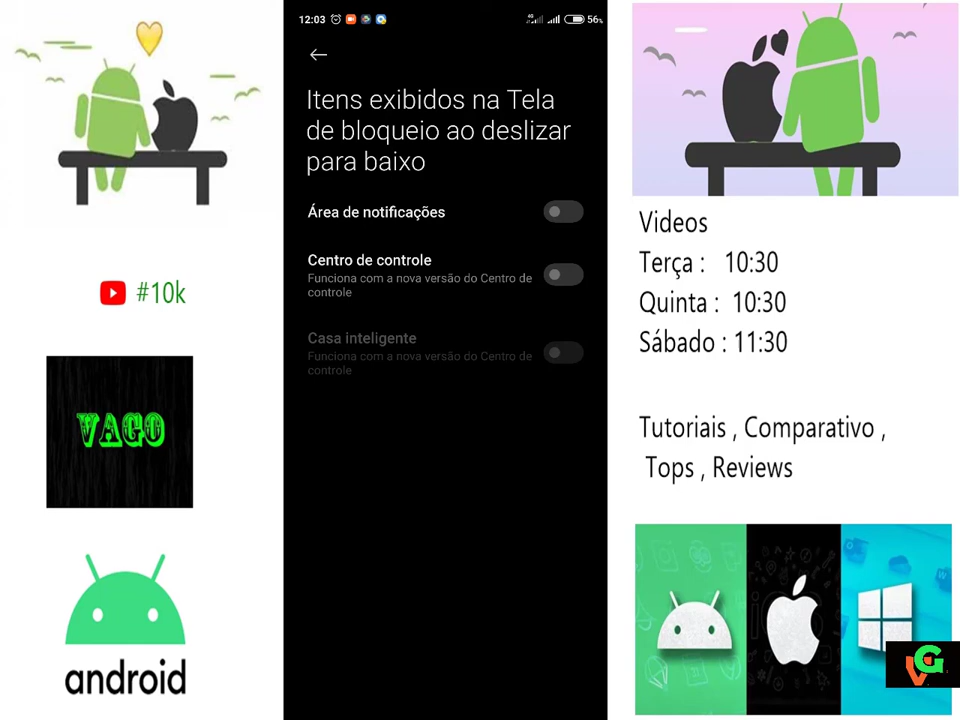 #10k
VAGO
android
12:03
4G
56%
Itens exibidos na Tela
de bloqueio ao deslizar
para baixo
Área de notificações
Centro de controle
Funciona com a nova versão do Centro de
controle
Casa inteligente
Funciona com a nova versão do Centro de
controle
Videos
Terça : 10:30
Quinta : 10:30
Sábado : 11:30
Tutoriais , Comparativo ,
Tops , Reviews
VG